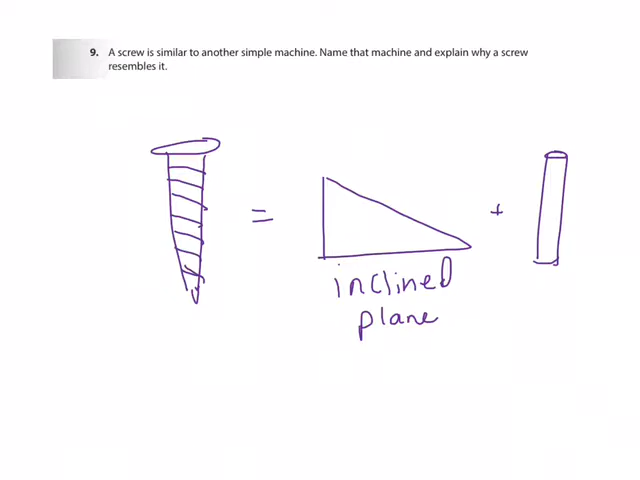 9. A screw is similar to another simple machine. Name that machine and explain why a screw
resembles it.
= +
inclined
plane